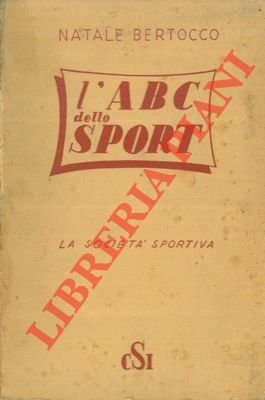 NATALE BERTOCCO
l'ABC
dello
SPORT
LA SOCIETA' SPORTIVA
CSI
LIBRERIA PIANI